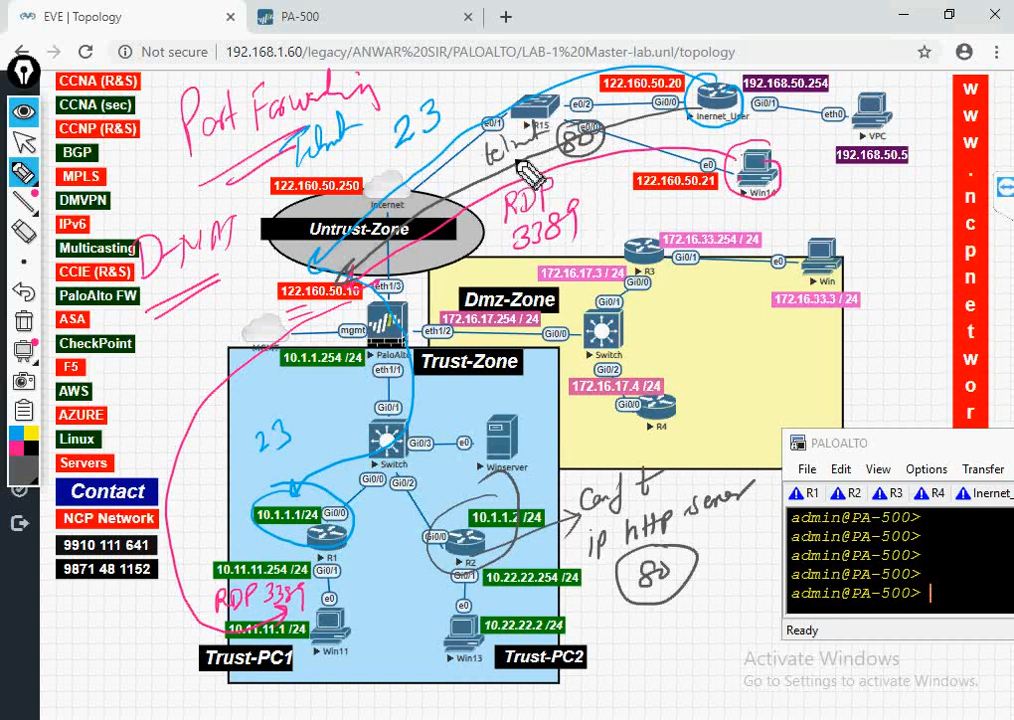 EVE | Topology
PA-500
Not secure
192.168.1.60/legacy/ANWAR%20SIR/PALOALTO/LAB-1%20Master-lab.unl/topology
CCNA (R&S)
CCNA (sec)
CCNP (R&S)
BGP
MPLS
DMVPN
IPv6
Multicasting
CCIE (R&S)
PaloAlto FW
ASA
CheckPoint
F5
AWS
AZURE
Linux
Servers
Contact
NCP Network
9910 111 641
9871 48 1152
Port Forwarding
Telnet
23
D-NAT
telnet
80
RDP
3389
122.160.50.20
192.168.50.254
e0/2
Gi0/0
Gi0/1
eth0
R15
Inernet_User
VPC
192.168.50.5
e0/1
e0/0
e0
122.160.50.21
122.160.50.250
Internet
Untrust-Zone
eth1/3
122.160.50.10
172.16.33.254 / 24
R3
Gi0/1
e0
Win
172.16.17.3 / 24
Gi0/0
172.16.33.3 / 24
Dmz-Zone
Gi0/1
172.16.17.254 / 24
mgmt
eth1/2
Gi0/0
Switch
10.1.1.254 /24
PaloAlto
Trust-Zone
eth1/1
Gi0/2
172.16.17.4 / 24
Gi0/0
R4
Gi0/1
23
Switch
Gi0/3
e0
Winserver
Gi0/0
Gi0/2
10.1.1.1/24
Gi0/0
10.1.1.2/24
Gi0/0
R1
R2
conf t
ip http server
80
10.11.11.254 /24
Gi0/1
Gi0/1
10.22.22.254 /24
RDP 3389
e0
e0
10.11.11.1 /24
10.22.22.2 /24
Win11
Win13
Trust-PC1
Trust-PC2
w
w
w
.
n
c
p
n
e
t
w
o
r
PALOALTO
File Edit View Options Transfer
R1 R2 R3 R4 Inernet_
admin@PA-500>
admin@PA-500>
admin@PA-500>
admin@PA-500>
admin@PA-500>
Ready
Activate Windows
Go to Settings to activate Windows.